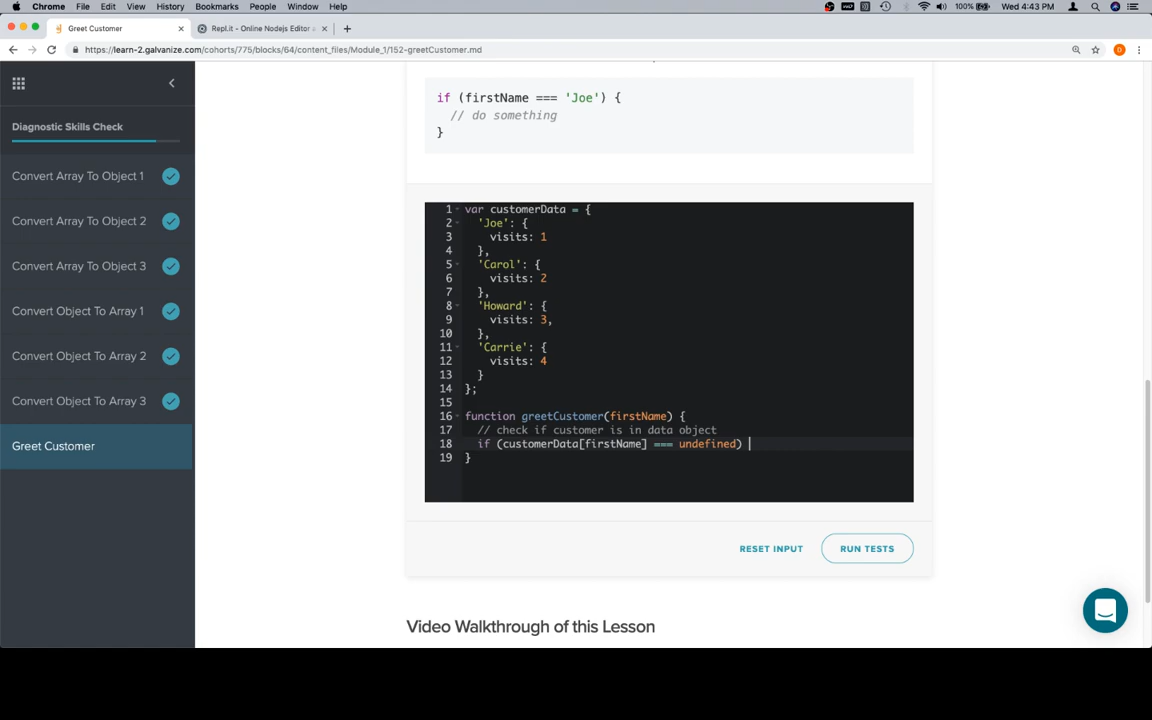 Chrome File Edit View History Bookmarks People Window Help
100% Wed 4:43 PM
Greet Customer
Repl.it - Online Nodejs Editor
https://learn-2.galvanize.com/cohorts/775/blocks/64/content_files/Module_1/152-greetCustomer.md
Diagnostic Skills Check
Convert Array To Object 1
Convert Array To Object 2
Convert Array To Object 3
Convert Object To Array 1
Convert Object To Array 2
Convert Object To Array 3
Greet Customer
if (firstName === 'Joe') {
// do something
}
1 var customerData = {
2 'Joe': {
3 visits: 1
4 },
5 'Carol': {
6 visits: 2
7 },
8 'Howard': {
9 visits: 3,
10 },
11 'Carrie': {
12 visits: 4
13 }
14 };
15
16 function greetCustomer(firstName) {
17 // check if customer is in data object
18 if (customerData[firstName] === undefined)
19 }
RESET INPUT
RUN TESTS
Video Walkthrough of this Lesson